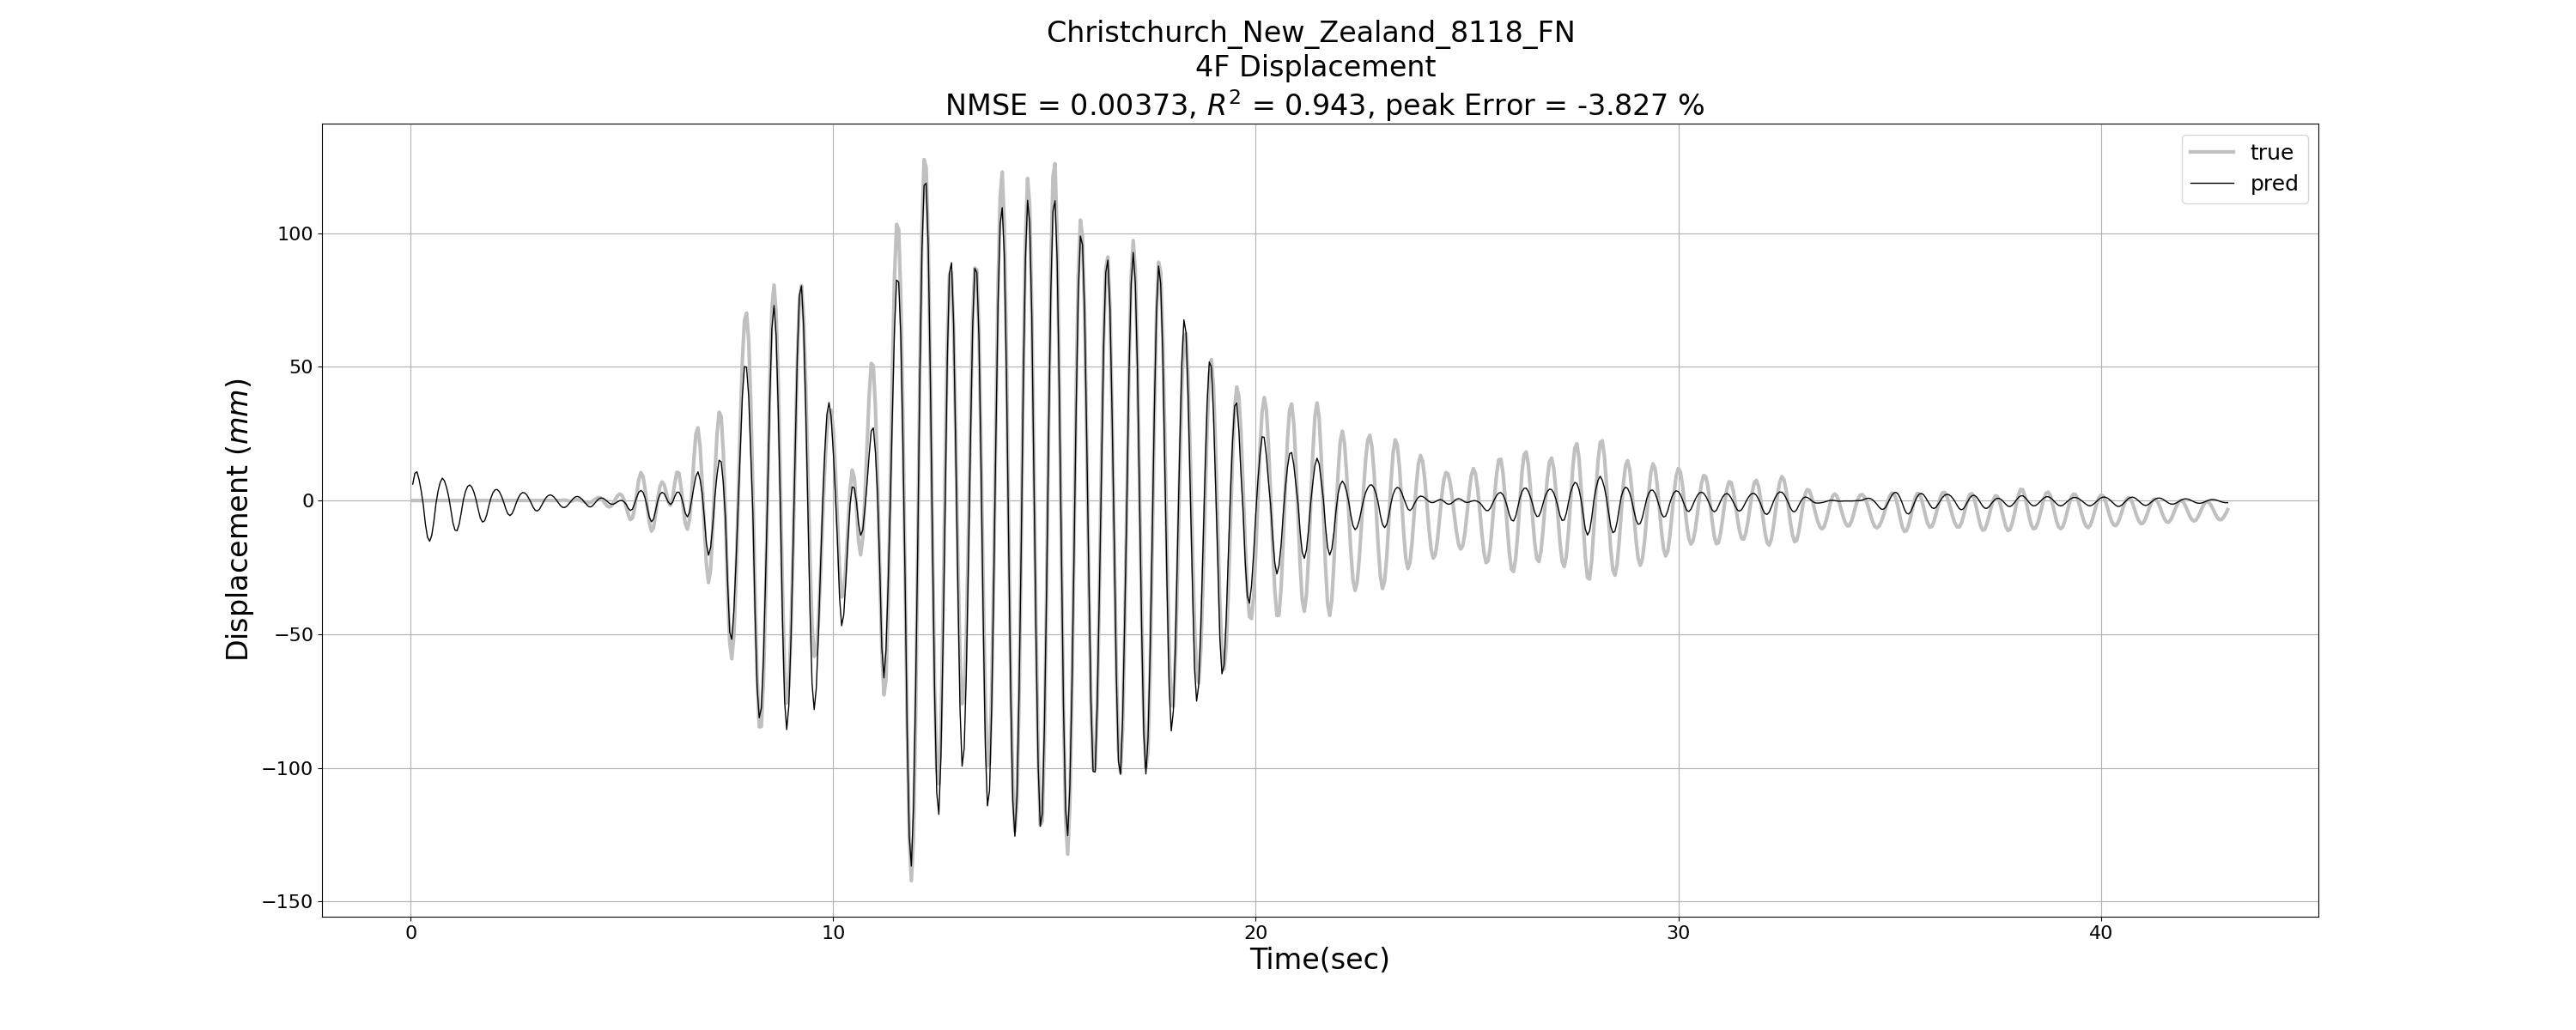 Christchurch_New_Zealand_8118_FN
4F Displacement
NMSE = 0.00373, R² = 0.943, peak Error = -3.827 %
true
pred
Displacement (mm)
100
50
0
−50
−100
−150
0 10 20 30 40
Time(sec)